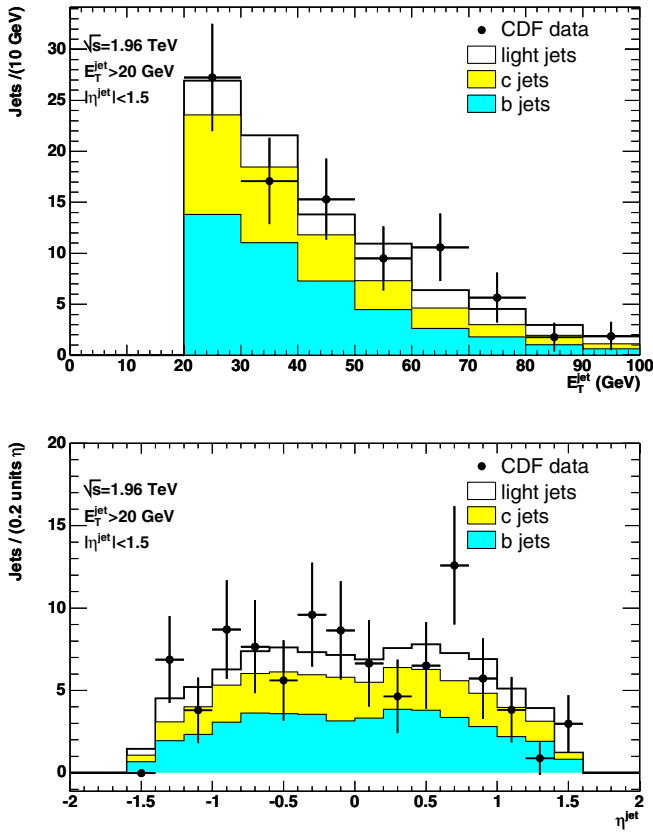 Jets /(10 GeV)
30
25
20
15
10
5
0
√s=1.96 TeV
E_T^jet>20 GeV
|η^jet|<1.5
CDF data
light jets
c jets
b jets
0 10 20 30 40 50 60 70 80 90 100
E_T^jet (GeV)
Jets / (0.2 units η)
20
15
10
5
0
√s=1.96 TeV
E_T^jet>20 GeV
|η^jet|<1.5
CDF data
light jets
c jets
b jets
-2 -1.5 -1 -0.5 0 0.5 1 1.5 2
η^jet